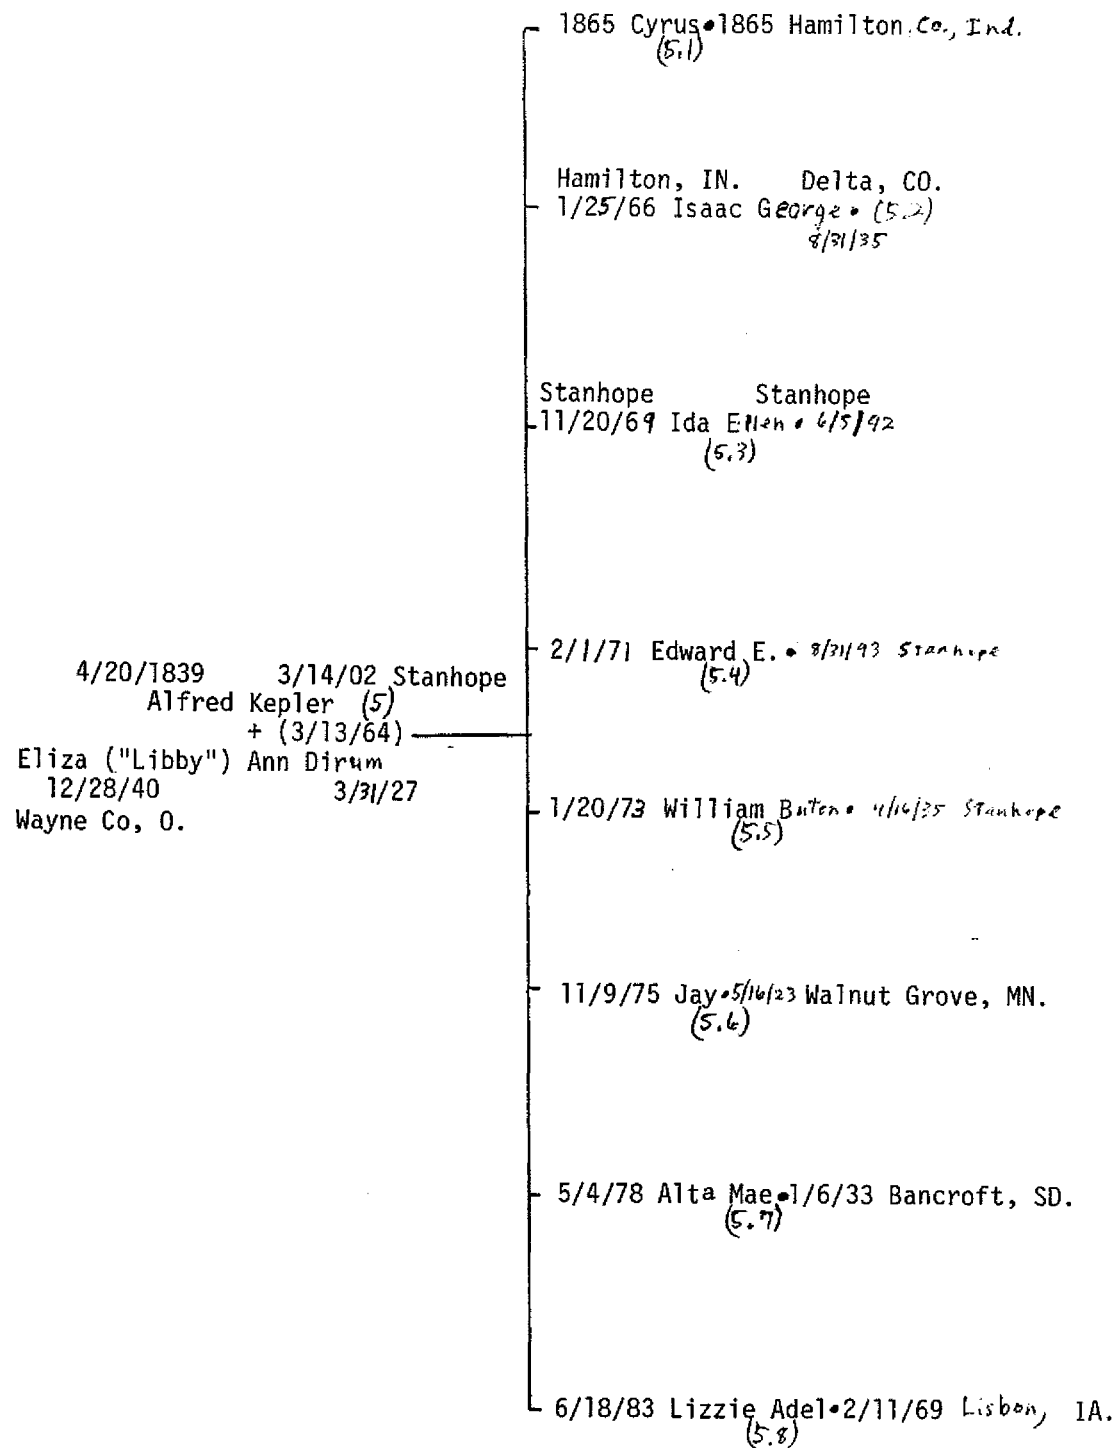 1865 Cyrus•1865 Hamilton Co., Ind.
(5.1)
Hamilton, IN. Delta, CO.
1/25/66 Isaac George • (5.2)
8/31/35
Stanhope Stanhope
11/20/69 Ida Ellen • 6/5/92
(5.3)
2/1/71 Edward E. • 8/31/93 Stanhope
(5.4)
4/20/1839 3/14/02 Stanhope
Alfred Kepler (5)
+ (3/13/64)
Eliza ("Libby") Ann Dirum
12/28/40 3/31/27
Wayne Co, O.
1/20/73 William Buton • 4/16/35 Stanhope
(5.5)
11/9/75 Jay•5/16/23 Walnut Grove, MN.
(5.6)
5/4/78 Alta Mae•1/6/33 Bancroft, SD.
(5.7)
6/18/83 Lizzie Adel•2/11/69 Lisbon, IA.
(5.8)